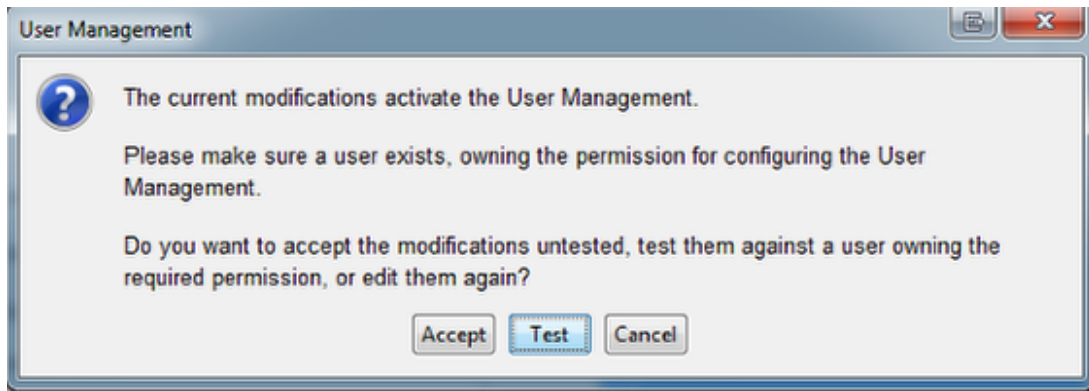 User Management
The current modifications activate the User Management.
Please make sure a user exists, owning the permission for configuring the User
Management.
Do you want to accept the modifications untested, test them against a user owning the
required permission, or edit them again?
Accept Test Cancel